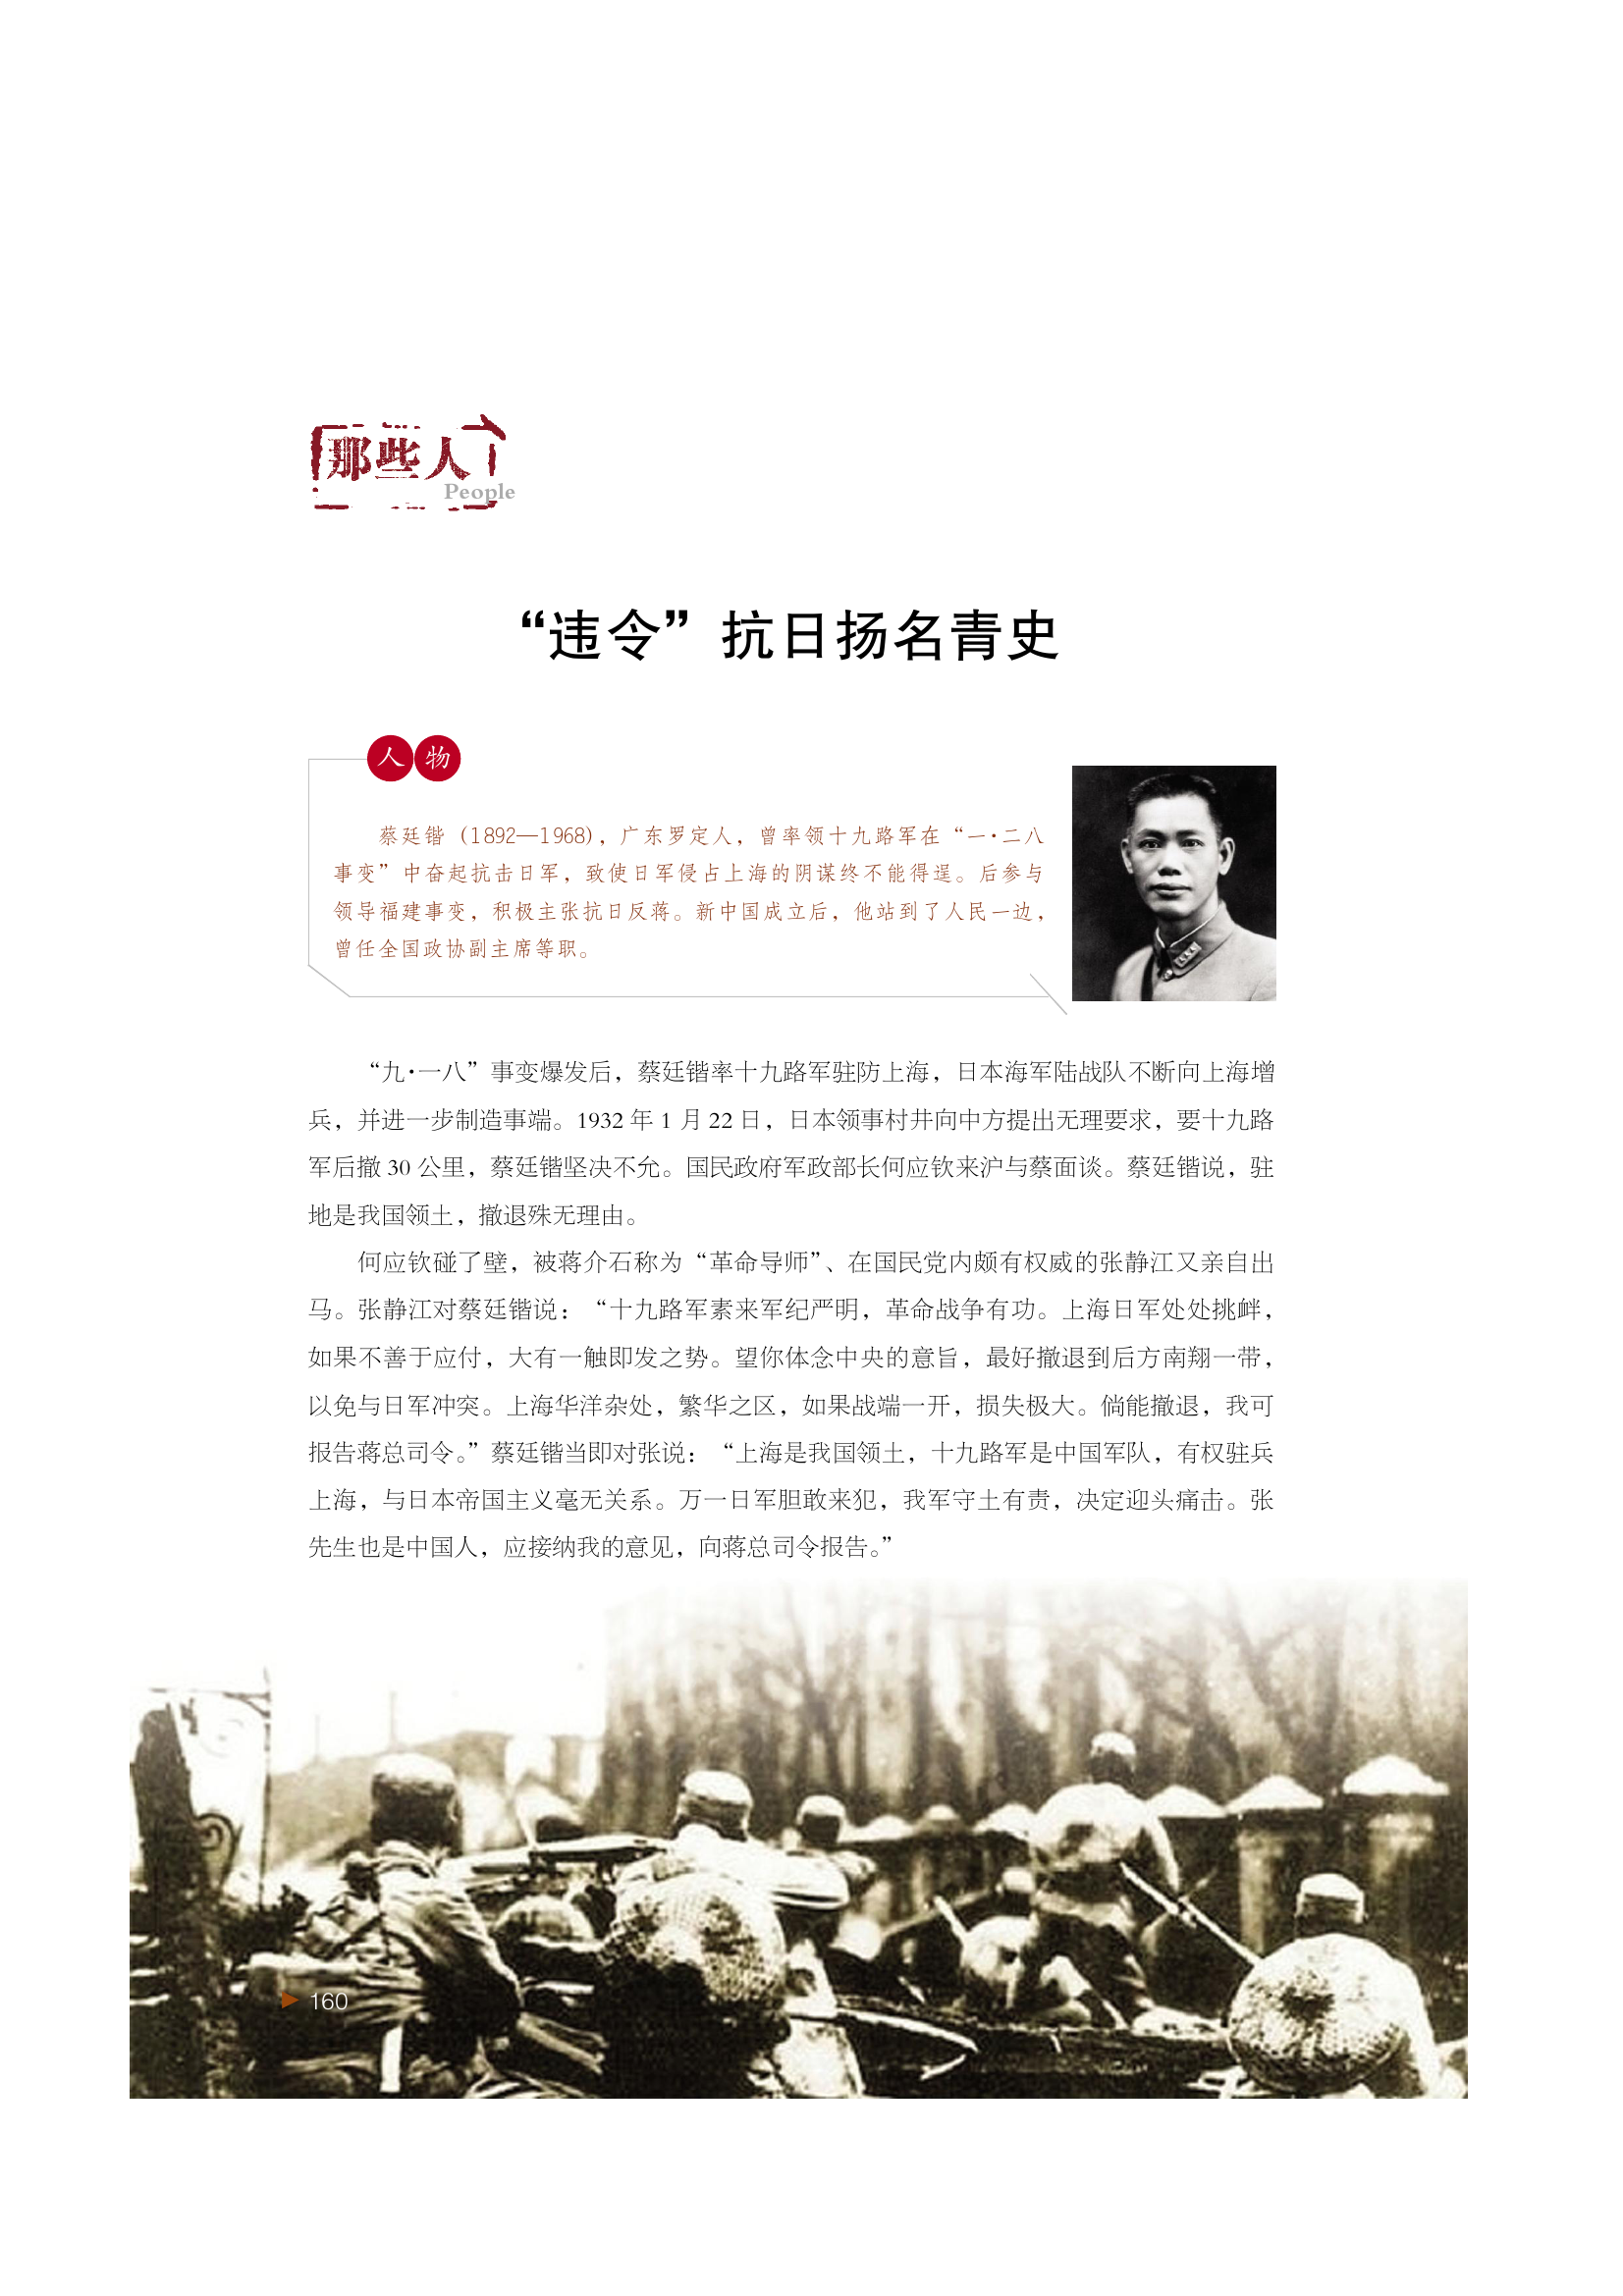 那些人
People
“违令”抗日扬名青史
人物
蔡廷锴（1892—1968），广东罗定人，曾率领十九路军在“一·二八
事变”中奋起抗击日军，致使日军侵占上海的阴谋终不能得逞。后参与
领导福建事变，积极主张抗日反蒋。新中国成立后，他站到了人民一边，
曾任全国政协副主席等职。
“九·一八”事变爆发后，蔡廷锴率十九路军驻防上海，日本海军陆战队不断向上海增
兵，并进一步制造事端。1932 年 1 月 22 日，日本领事村井向中方提出无理要求，要十九路
军后撤 30 公里，蔡廷锴坚决不允。国民政府军政部长何应钦来沪与蔡面谈。蔡廷锴说，驻
地是我国领土，撤退殊无理由。
何应钦碰了壁，被蒋介石称为“革命导师”、在国民党内颇有权威的张静江又亲自出
马。张静江对蔡廷锴说：“十九路军素来军纪严明，革命战争有功。上海日军处处挑衅，
如果不善于应付，大有一触即发之势。望你体念中央的意旨，最好撤退到后方南翔一带，
以免与日军冲突。上海华洋杂处，繁华之区，如果战端一开，损失极大。倘能撤退，我可
报告蒋总司令。”蔡廷锴当即对张说：“上海是我国领土，十九路军是中国军队，有权驻兵
上海，与日本帝国主义毫无关系。万一日军胆敢来犯，我军守土有责，决定迎头痛击。张
先生也是中国人，应接纳我的意见，向蒋总司令报告。”
160